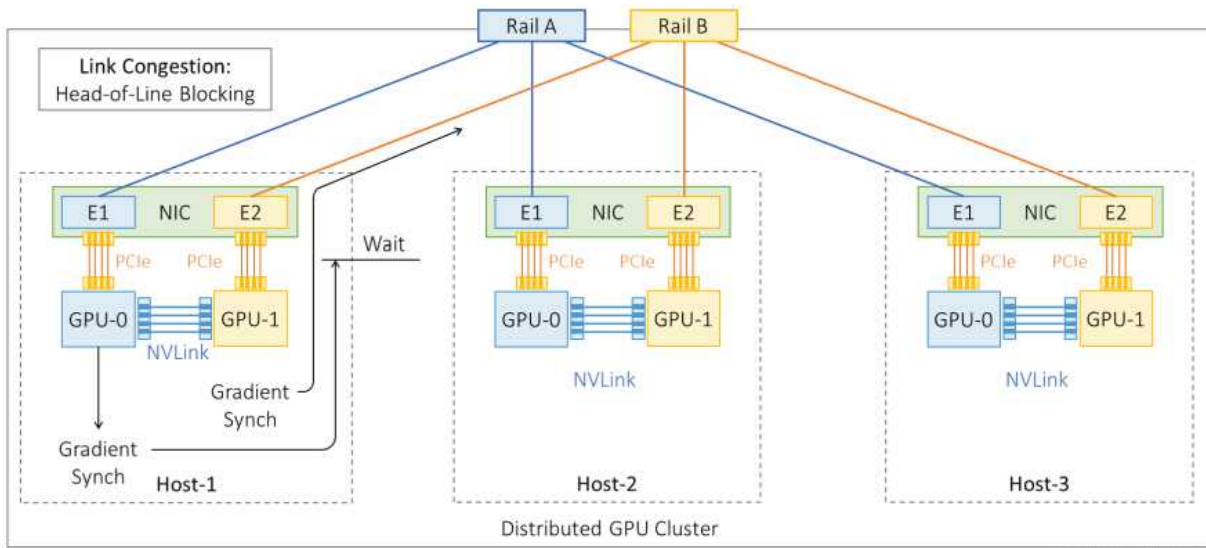 Rail A
Rail B
Link Congestion:
Head-of-Line Blocking
E1
NIC
E2
E1
NIC
E2
E1
NIC
E2
Wait
PCIe
PCIe
PCIe
PCIe
PCIe
PCIe
GPU-0
GPU-1
GPU-0
GPU-1
GPU-0
GPU-1
NVLink
NVLink
NVLink
Gradient
Synch
Gradient
Synch
Host-1
Host-2
Host-3
Distributed GPU Cluster